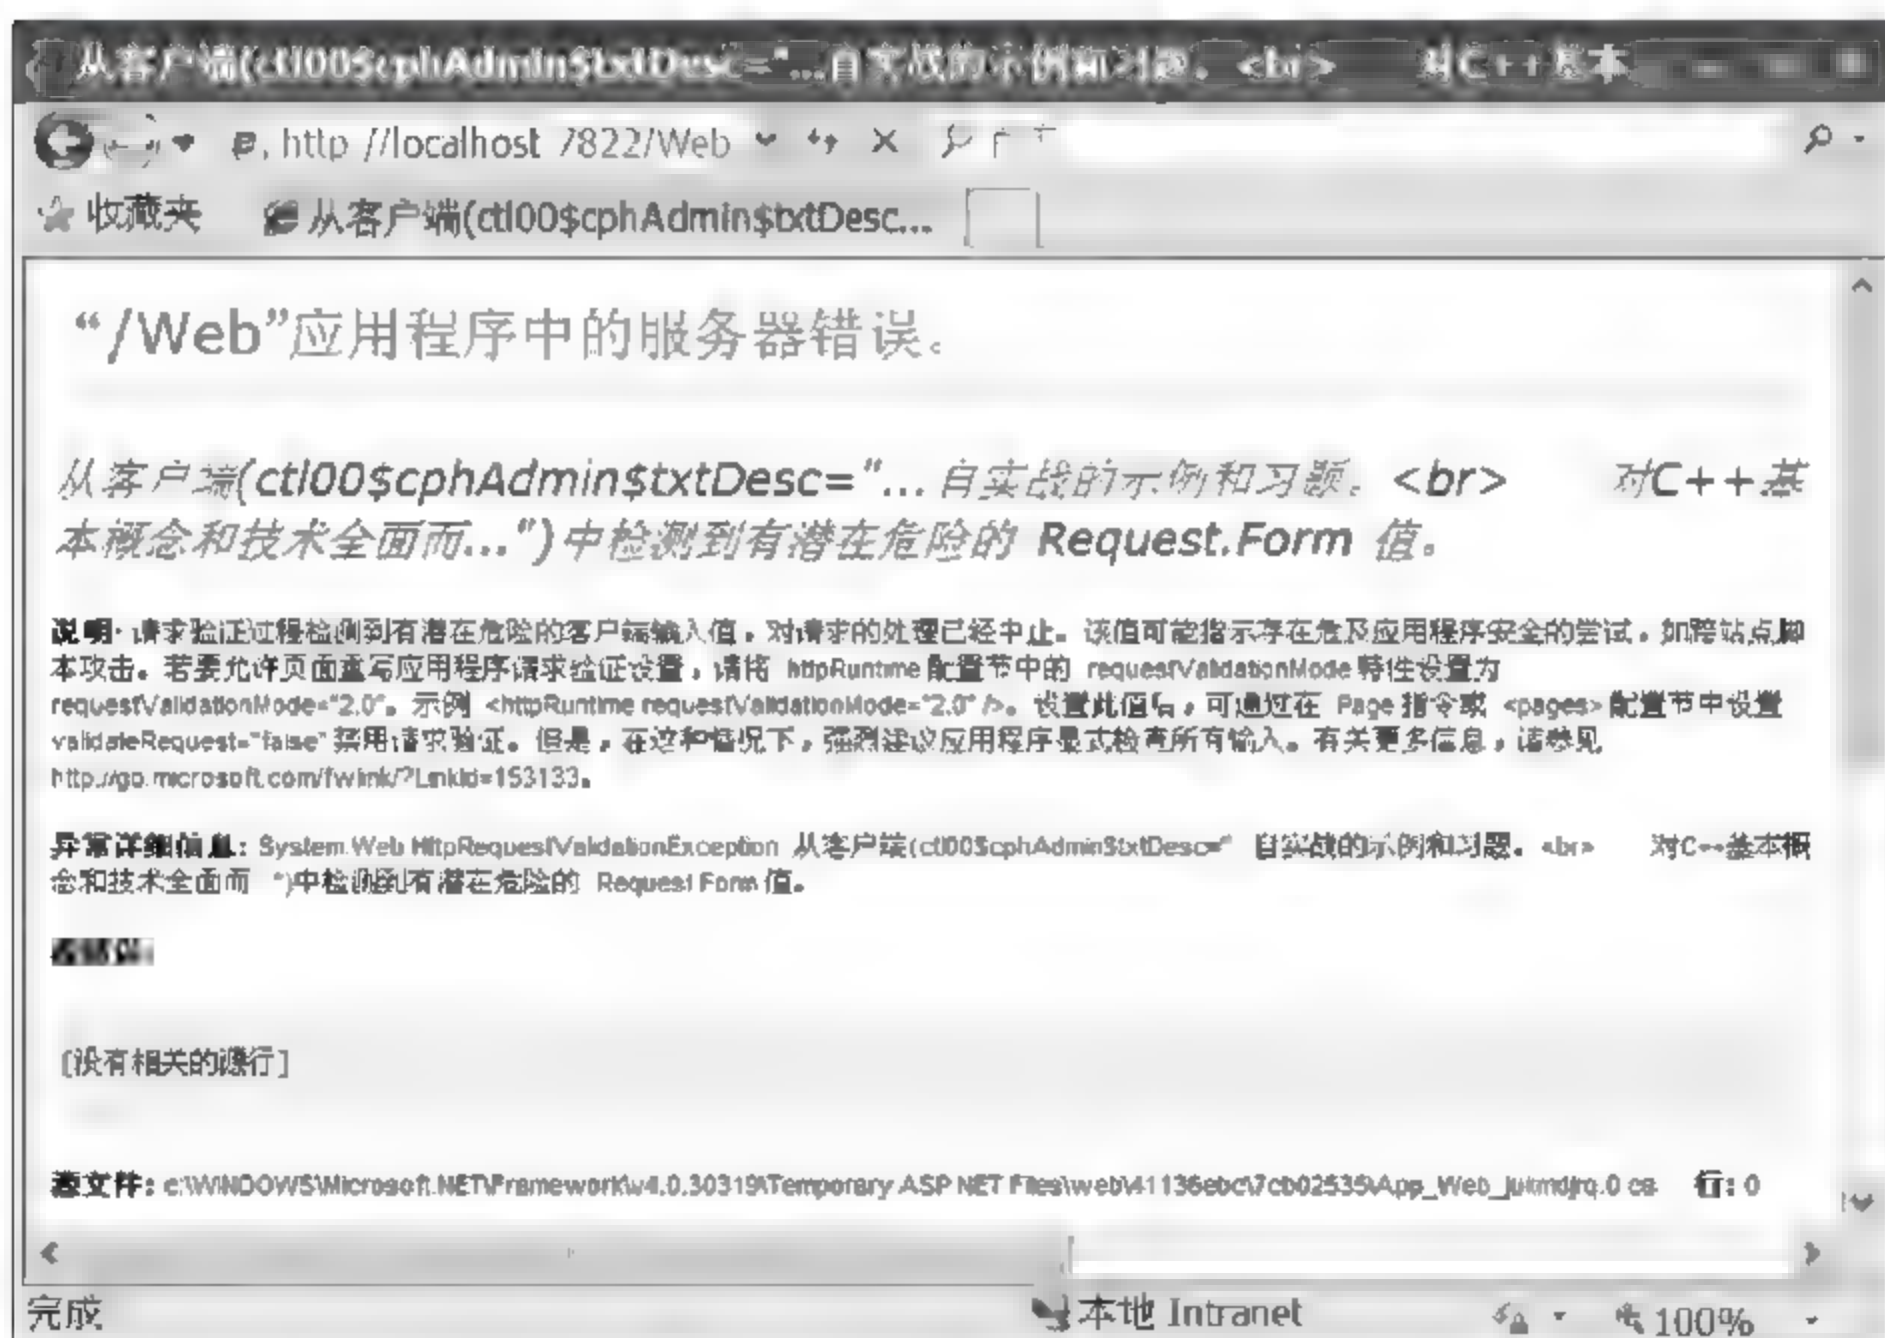 从客户端(ctl00$cphAdmin$txtDesc="...自实战的示例和习题。 <br> 对C++基本
http //localhost 7822/Web
收藏夹 从客户端(ctl00$cphAdmin$txtDesc...
“/Web”应用程序中的服务器错误。
从客户端(ctl00$cphAdmin$txtDesc="...自实战的示例和习题。<br> 对C++基
本概念和技术全面而...")中检测到有潜在危险的 Request.Form 值。
说明: 请求验证过程检测到有潜在危险的客户端输入值，对请求的处理已经中止。该值可能指示存在危及应用程序安全的尝试，如跨站点脚
本攻击。若要允许页面重写应用程序请求验证设置，请将 httpRuntime 配置节中的 requestValidationMode 特性设置为
requestValidationMode="2.0"。示例 <httpRuntime requestValidationMode="2.0" />。设置此值后，可通过在 Page 指令或 <pages> 配置节中设置
validateRequest="false" 禁用请求验证。但是，在这种情况下，强烈建议应用程序显式检查所有输入。有关更多信息，请参见
http://go.microsoft.com/fwlink/?LinkId=153133。
异常详细信息: System.Web HttpRequestValidationException 从客户端(ctl00$cphAdmin$txtDesc=" 自实战的示例和习题。<br> 对C++基本概
念和技术全面而 ")中检测到有潜在危险的 Request Form 值。
[没有相关的源行]
源文件: c:\WINDOWS\Microsoft.NET\Framework\v4.0.30319\Temporary ASP NET Files\web\41136ebc\7cb02535\ 行: 0
完成 本地 Intranet 100%